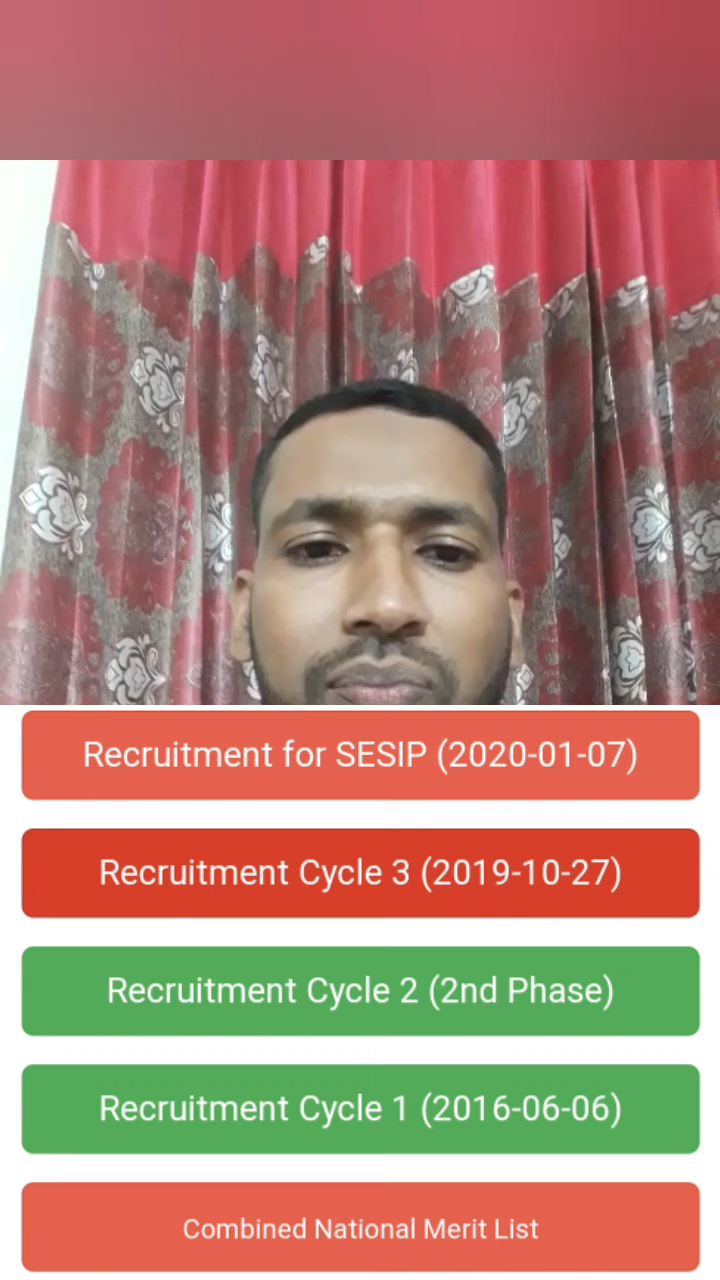 Recruitment for SESIP (2020-01-07)
Recruitment Cycle 3 (2019-10-27)
Recruitment Cycle 2 (2nd Phase)
Recruitment Cycle 1 (2016-06-06)
Combined National Merit List